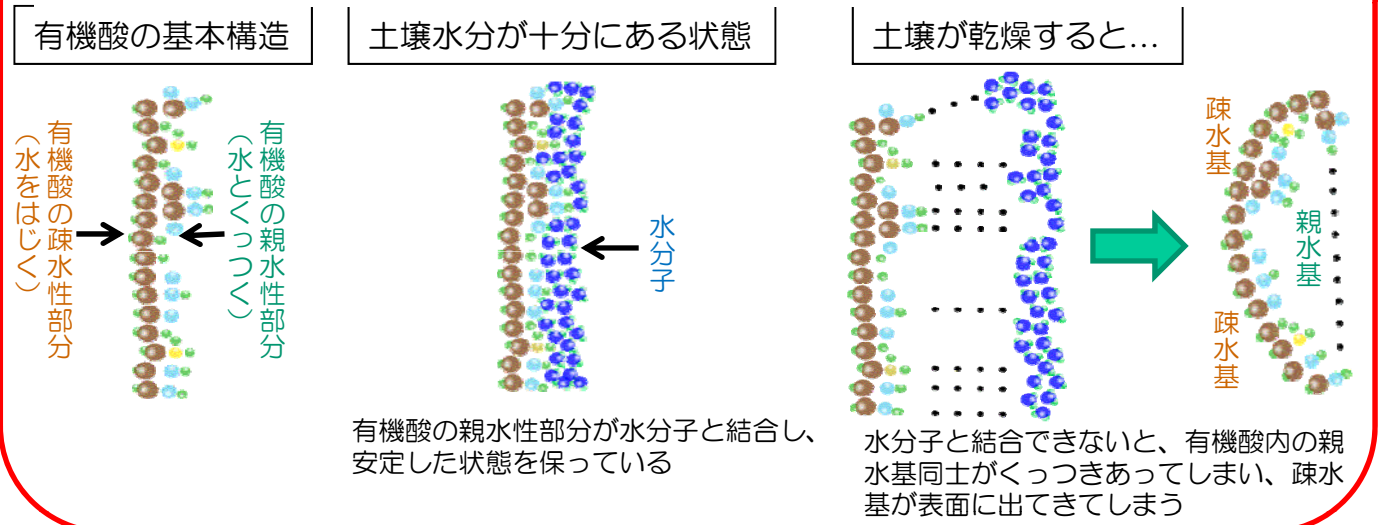 有機酸の基本構造
有機酸の疎水性部分
（水をはじく）
有機酸の親水性部分
（水とくっつく）
土壌水分が十分にある状態
水分子
有機酸の親水性部分が水分子と結合し、
安定した状態を保っている
土壌が乾燥すると…
疎水基
親水基
疎水基
水分子と結合できないと、有機酸内の親
水基同士がくっつきあってしまい、疎水
基が表面に出てきてしまう